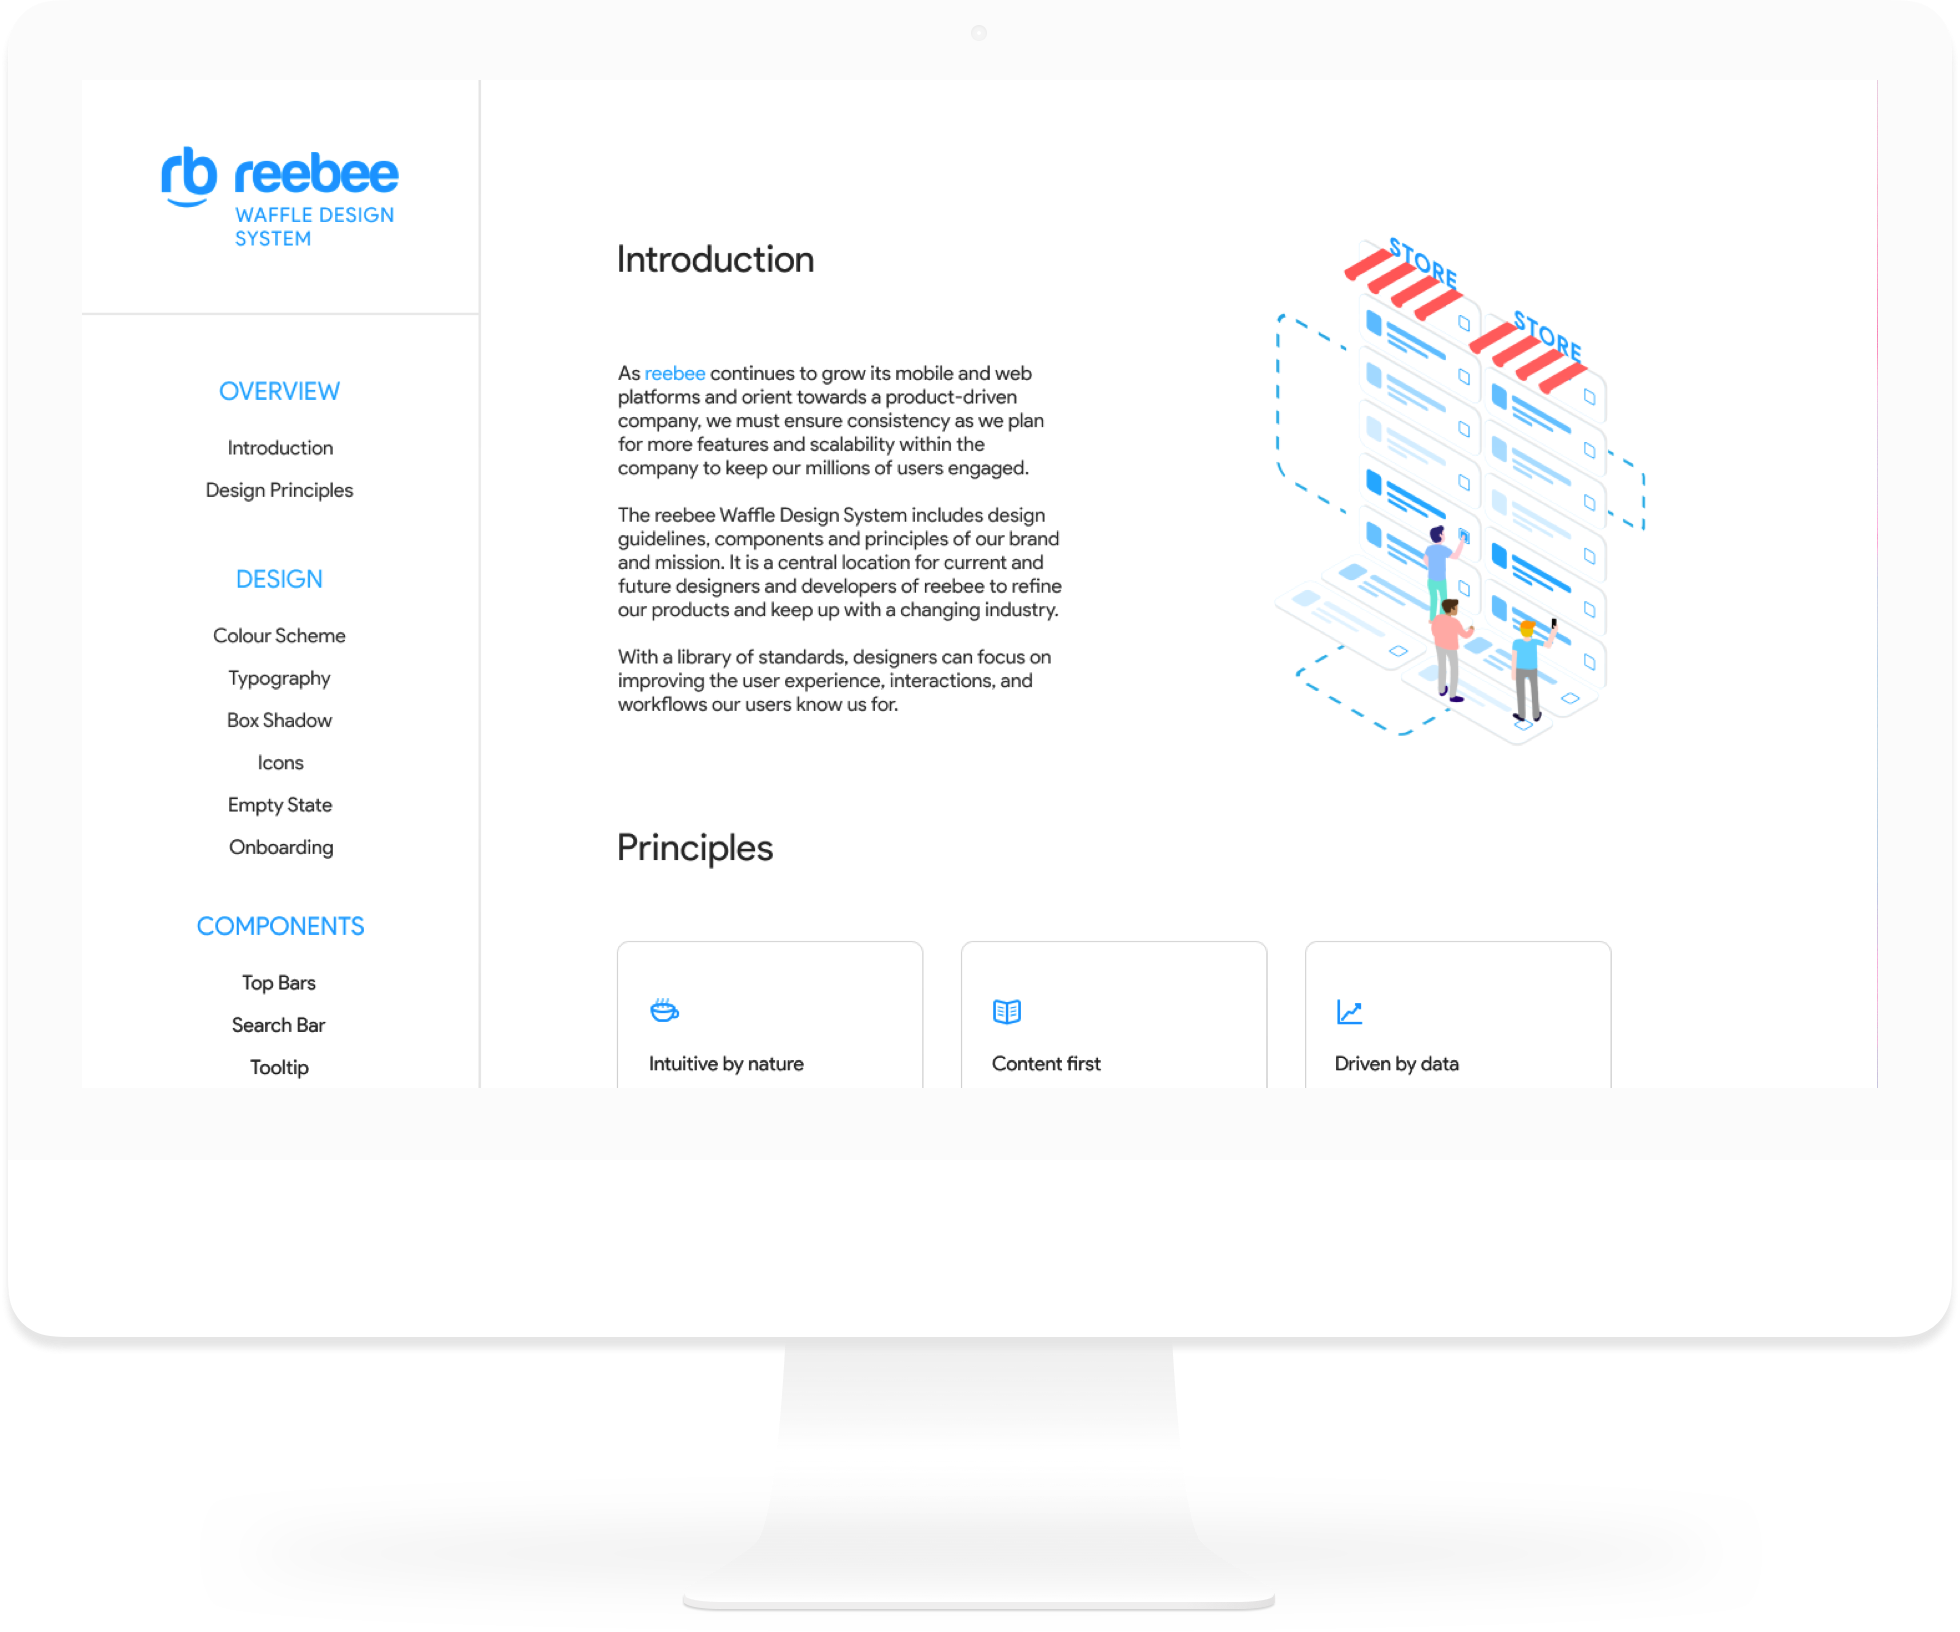 rb reebee
WAFFLE DESIGN
SYSTEM
OVERVIEW
Introduction
Design Principles
DESIGN
Colour Scheme
Typography
Box Shadow
Icons
Empty State
Onboarding
COMPONENTS
Top Bars
Search Bar
Tooltip
Introduction
As reebee continues to grow its mobile and web
platforms and orient towards a product-driven
company, we must ensure consistency as we plan
for more features and scalability within the
company to keep our millions of users engaged.
The reebee Waffle Design System includes design
guidelines, components and principles of our brand
and mission. It is a central location for current and
future designers and developers of reebee to refine
our products and keep up with a changing industry.
With a library of standards, designers can focus on
improving the user experience, interactions, and
workflows our users know us for.
STORE
STORE
Principles
Intuitive by nature
Content first
Driven by data